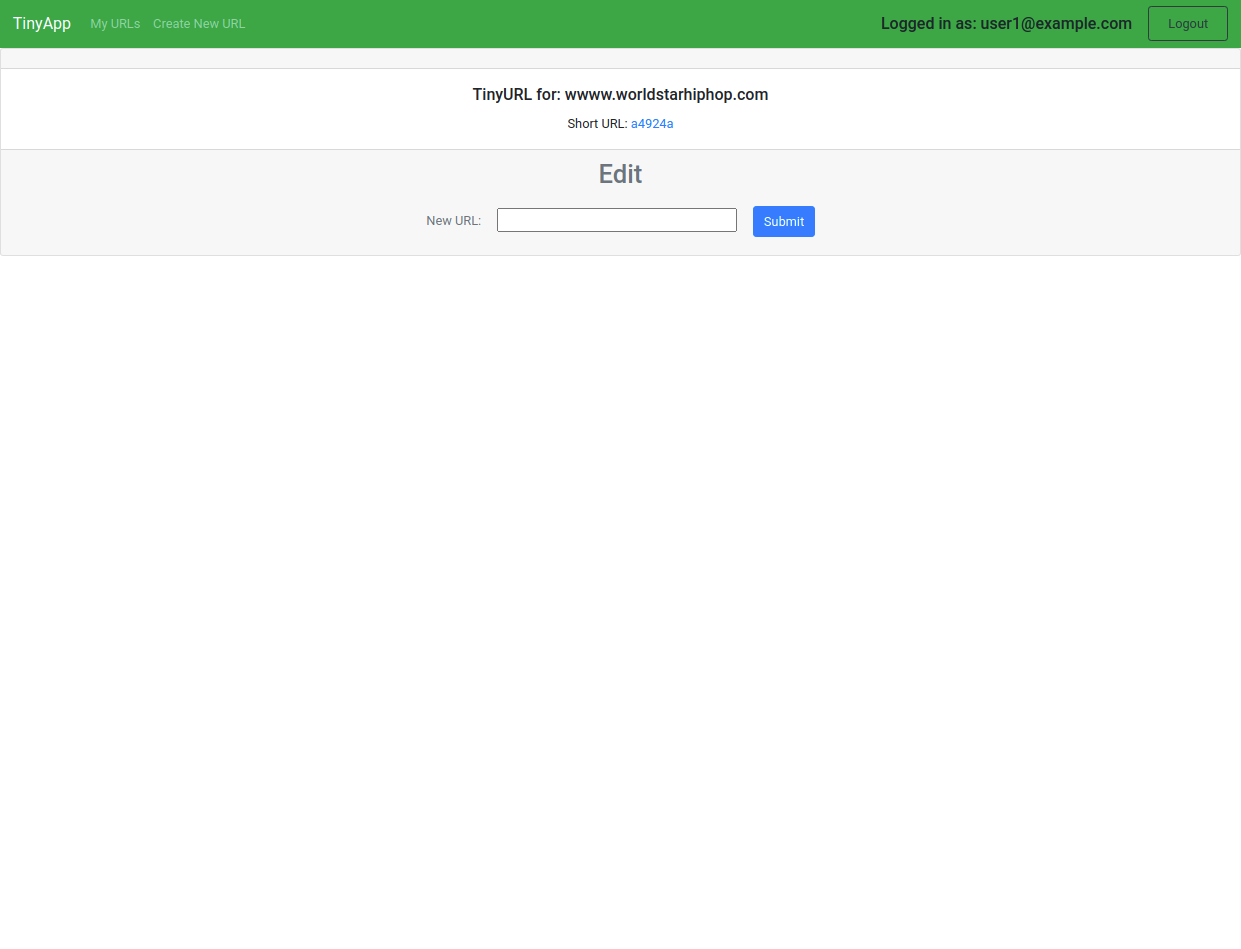 TinyApp My URLs Create New URL Logged in as: user1@example.com Logout
TinyURL for: wwww.worldstarhiphop.com
Short URL: a4924a
Edit
New URL: Submit